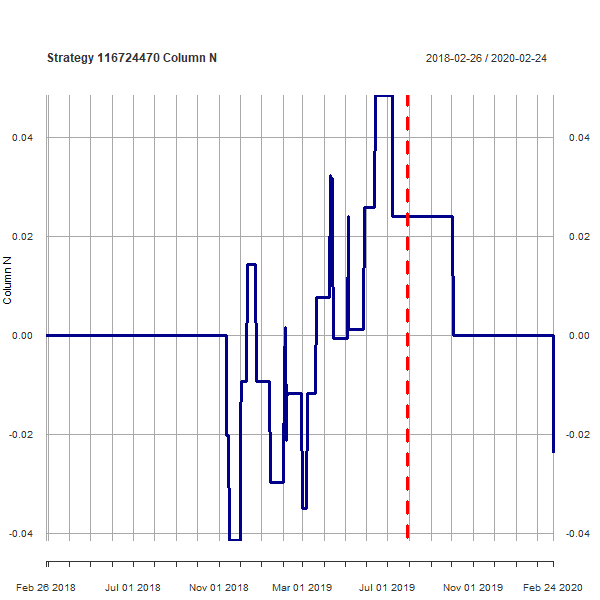 Strategy 116724470 Column N
2018-02-26 / 2020-02-24
0.04
0.04
0.02
0.02
Column N
0.00
0.00
-0.02
-0.02
-0.04
-0.04
Feb 26 2018
Jul 01 2018
Nov 01 2018
Mar 01 2019
Jul 01 2019
Nov 01 2019
Feb 24 2020